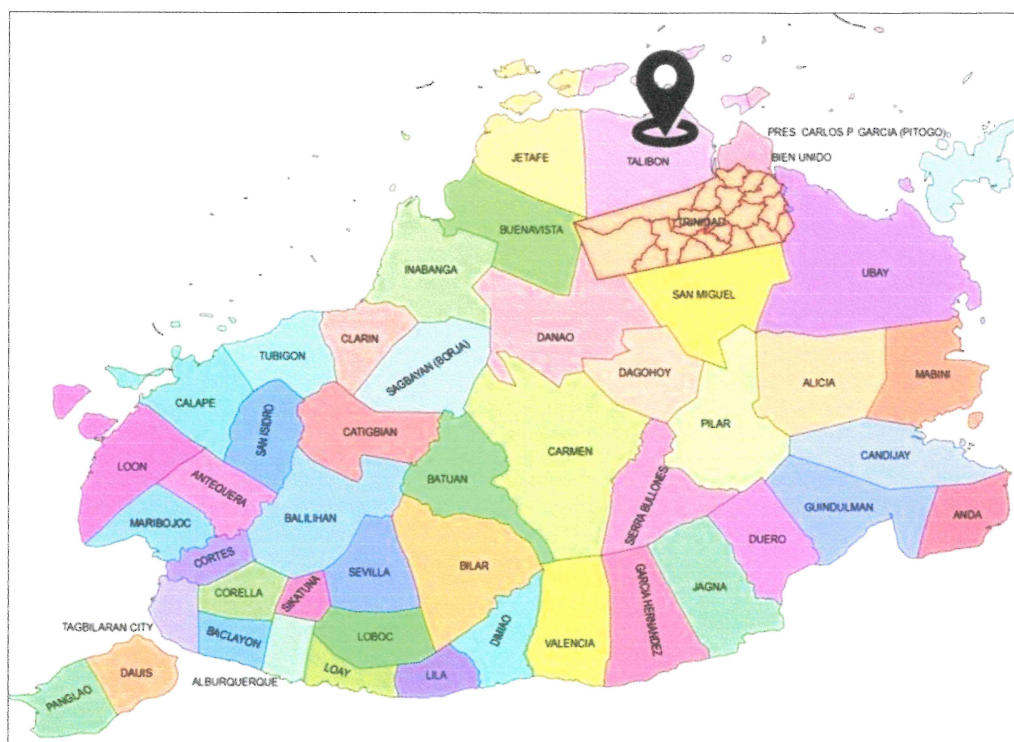 PRES. CARLOS P. GARCIA (PITOGO)
BIEN UNIDO
JETAFE
TALIBON
TRINIDAD
BUENAVISTA
INABANGA
UBAY
SAN MIGUEL
CLARIN
DANAO
TUBIGON
SAGBAYAN (BORJA)
DAGOHOY
ALICIA
MABINI
CALAPE
SAN ISIDRO
CATIGBIAN
PILAR
CARMEN
CANDIJAY
LOON
ANTEQUERA
BATUAN
SIERRA BULLONES
GUINDULMAN
ANDA
MARIBOJOC
BALILIHAN
DUERO
CORTES
SEVILLA
BILAR
JAGNA
CORELLA
SIKATUNA
GARCIA HERNANDEZ
TAGBILARAN CITY
BACLAYON
LOBOC
DIMIAO
VALENCIA
DAUIS
ALBURQUERQUE
LOAY
LILA
PANGLAO